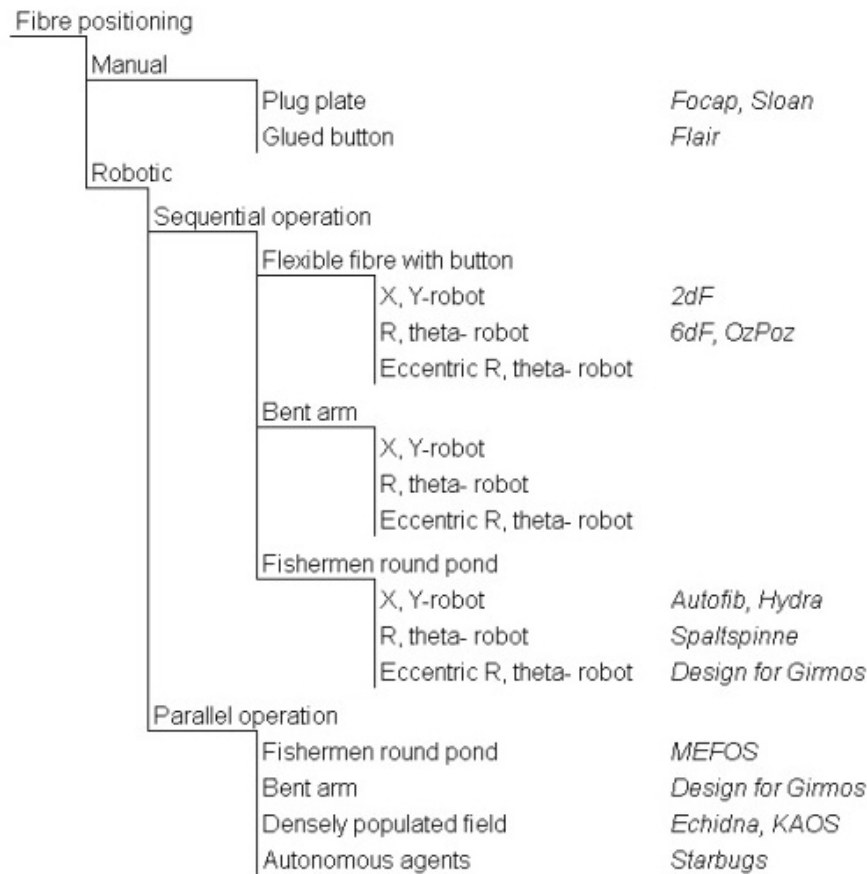 Fibre positioning
Manual
Plug plate Focap, Sloan
Glued button Flair
Robotic
Sequential operation
Flexible fibre with button
X, Y-robot 2dF
R, theta- robot 6dF, OzPoz
Eccentric R, theta- robot
Bent arm
X, Y-robot
R, theta- robot
Eccentric R, theta- robot
Fishermen round pond
X, Y-robot Autofib, Hydra
R, theta- robot Spaltspinne
Eccentric R, theta- robot Design for Girmos
Parallel operation
Fishermen round pond MEFOS
Bent arm Design for Girmos
Densely populated field Echidna, KAOS
Autonomous agents Starbugs